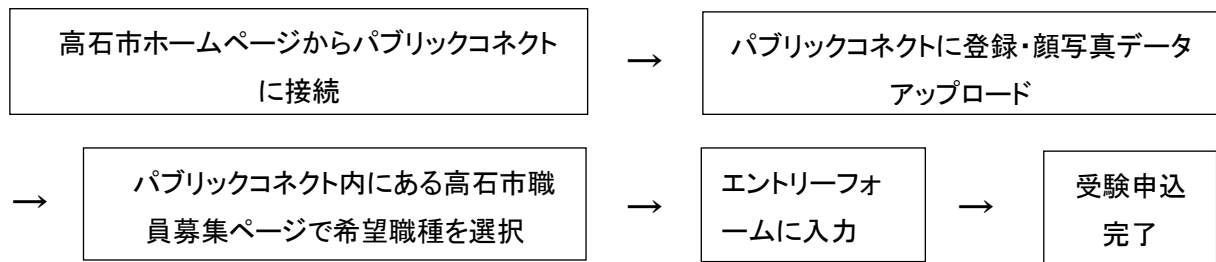 高石市ホームページからパブリックコネクト
に接続
→
パブリックコネクトに登録・顔写真データ
アップロード
→
パブリックコネクト内にある高石市職
員募集ページで希望職種を選択
→
エントリーフォ
ームに入力
→
受験申込
完了